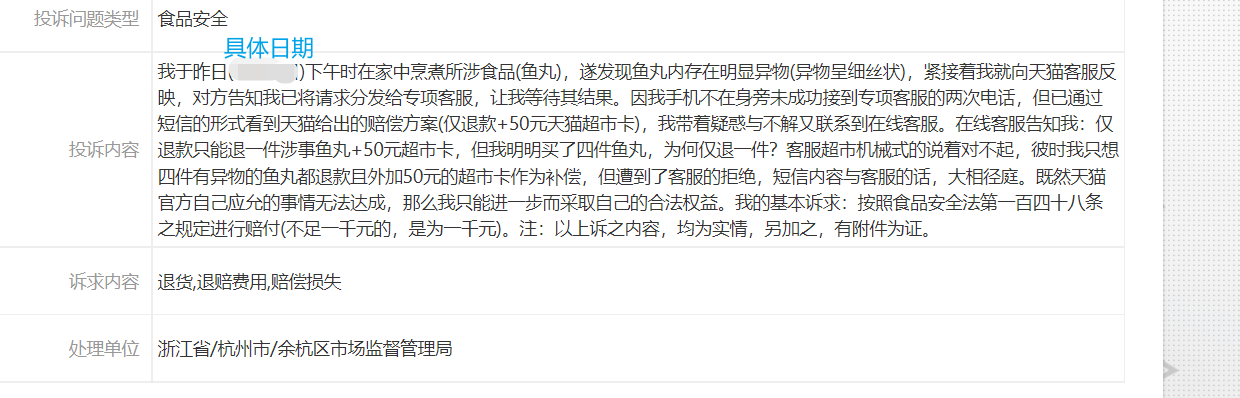 投诉问题类型 食品安全
具体日期
我于昨日( )下午时在家中烹煮所涉食品(鱼丸)，遂发现鱼丸内存在明显异物(异物呈细丝状)，紧接着我就向天猫客服反
映，对方告知我已将请求分发给专项客服，让我等待其结果。因我手机不在身旁未成功接到专项客服的两次电话，但已通过
短信的形式看到天猫给出的赔偿方案(仅退款+50元天猫超市卡)，我带着疑惑与不解又联系到在线客服。在线客服告知我：仅
投诉内容 退款只能退一件涉事鱼丸+50元超市卡，但我明明买了四件鱼丸，为何仅退一件？客服超市机械式的说着对不起，彼时我只想
四件有异物的鱼丸都退款且外加50元的超市卡作为补偿，但遭到了客服的拒绝，短信内容与客服的话，大相径庭。既然天猫
官方自己应允的事情无法达成，那么我只能进一步而采取自己的合法权益。我的基本诉求：按照食品安全法第一百四十八条
之规定进行赔付(不足一千元的，是为一千元)。注：以上诉之内容，均为实情，另加之，有附件为证。
诉求内容 退货,退赔费用,赔偿损失
处理单位 浙江省/杭州市/余杭区市场监督管理局